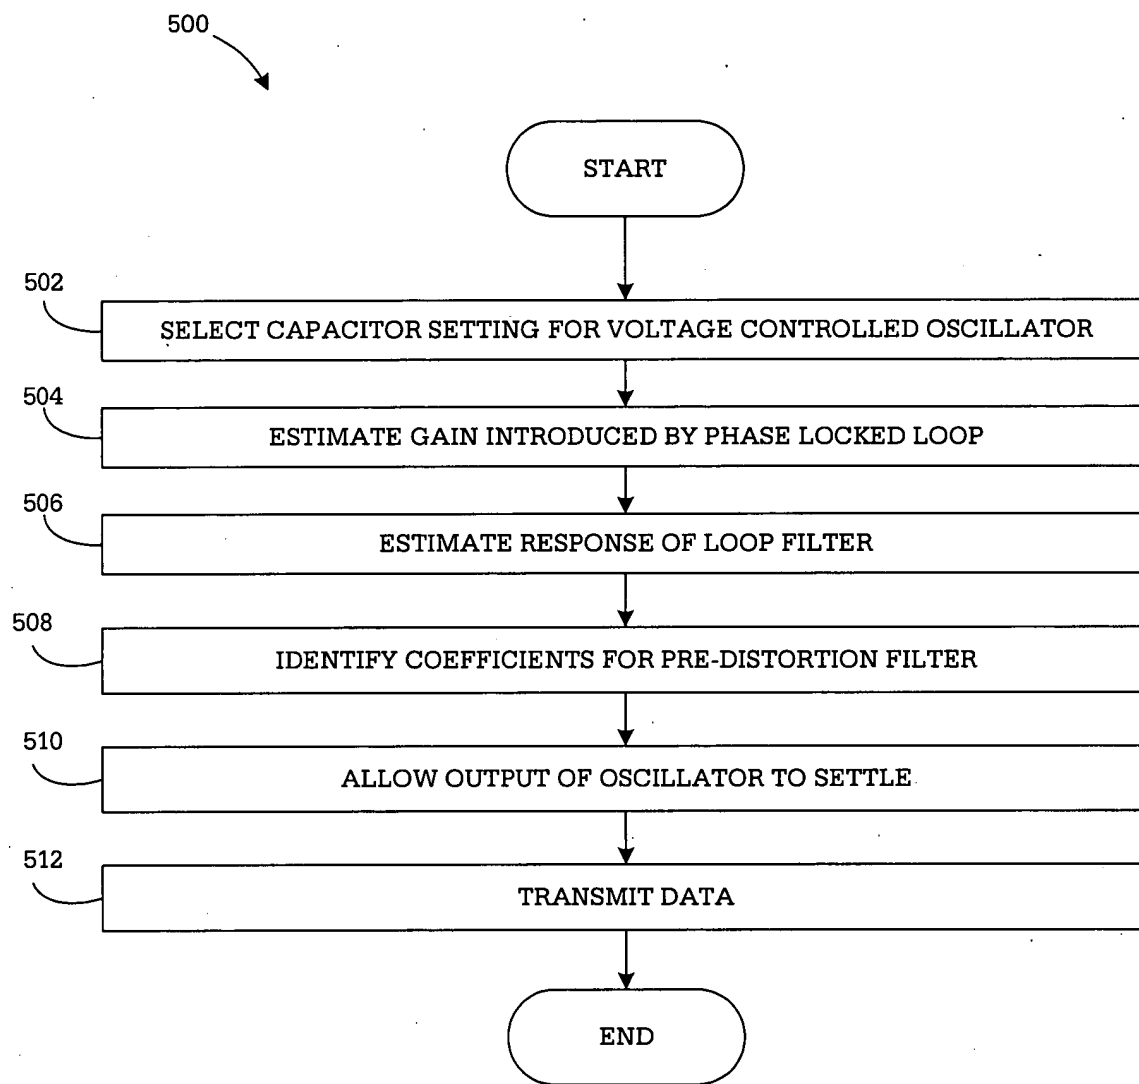 500
START
502
SELECT CAPACITOR SETTING FOR VOLTAGE CONTROLLED OSCILLATOR
504
ESTIMATE GAIN INTRODUCED BY PHASE LOCKED LOOP
506
ESTIMATE RESPONSE OF LOOP FILTER
508
IDENTIFY COEFFICIENTS FOR PRE-DISTORTION FILTER
510
ALLOW OUTPUT OF OSCILLATOR TO SETTLE
512
TRANSMIT DATA
END